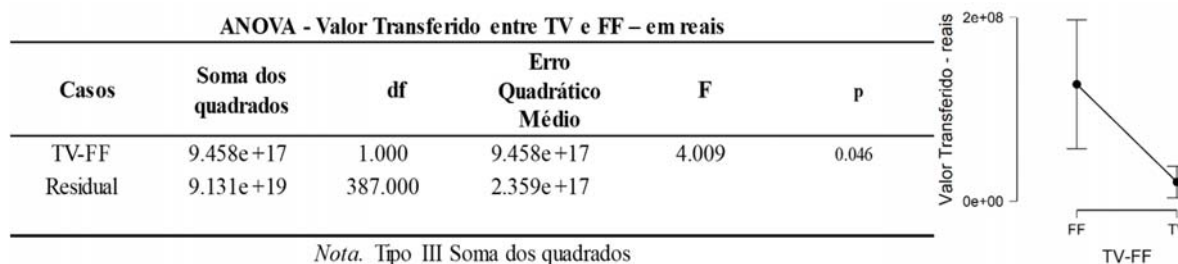 ANOVA - Valor Transferido entre TV e FF – em reais
Casos Soma dos quadrados df Erro Quadrático Médio F p
TV-FF 9.458e+17 1.000 9.458e+17 4.009 0.046
Residual 9.131e+19 387.000 2.359e+17
Nota. Tipo III Soma dos quadrados
Valor Transferido - reais
2e+08
0e+00
FF
TV-FF